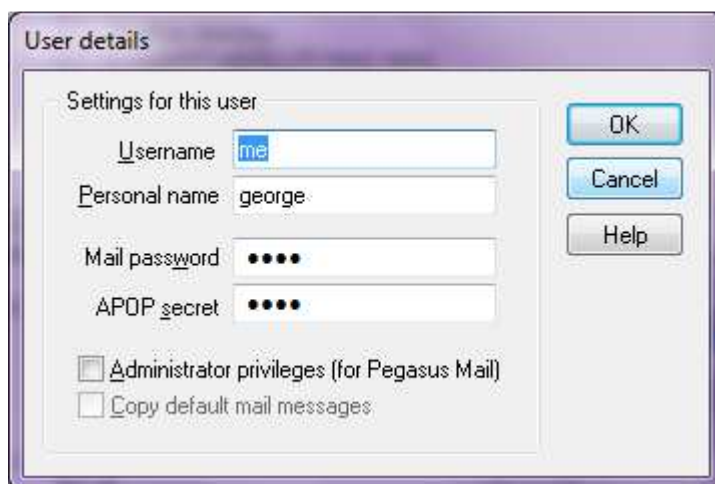 User details
Settings for this user
Username me
Personal name george
Mail password ••••
APOP secret ••••
Administrator privileges (for Pegasus Mail)
Copy default mail messages
OK
Cancel
Help